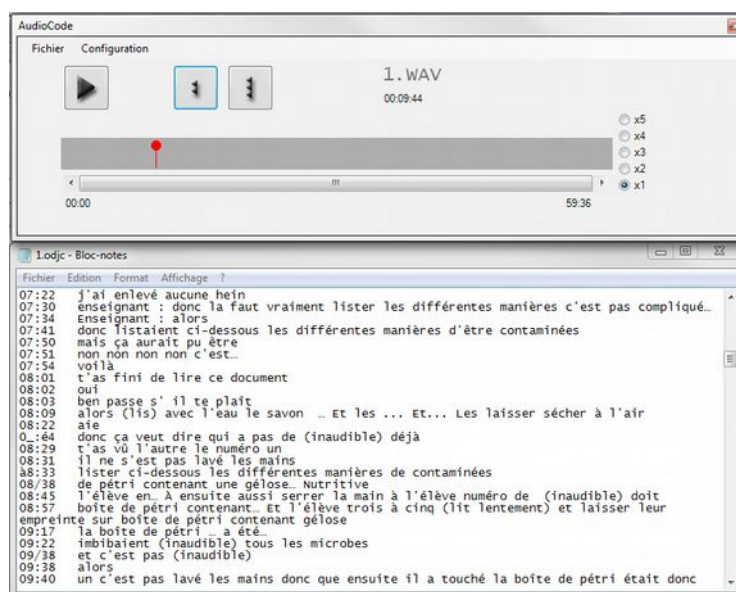 AudioCode
Fichier Configuration
1.WAV
00:09:44
x5
x4
x3
x2
x1
00:00 59:36
1.odjc - Bloc-notes
Fichier Edition Format Affichage ?
07:22 j'ai enlevé aucune hein
07:30 enseignant : donc la faut vraiment lister les différentes manières c'est pas compliqué…
07:34 Enseignant : alors
07:41 donc listaient ci-dessous les différentes manières d'être contaminées
07:50 mais ça aurait pu être
07:51 non non non non c'est…
07:54 voilà
08:01 t'as fini de lire ce document
08:02 oui
08:03 ben passe s' il te plaît
08:09 alors (lis) avec l'eau le savon … Et les ... Et... Les laisser sécher à l'air
08:22 aie
0_:é4 donc ça veut dire qui a pas de (inaudible) déjà
08:29 t'as vû l'autre le numéro un
08:31 il ne s'est pas lavé les mains
à8:33 lister ci-dessous les différentes manières de contaminées
08/38 de pétri contenant une gélose… Nutritive
08:45 l'élève en… À ensuite aussi serrer la main à l'élève numéro de (inaudible) doit
08:57 boîte de pétri contenant… Et l'élève trois à cinq (lit lentement) et laisser leur
empreinte sur boîte de pétri contenant gélose
09:17 la boîte de pétri … a été…
09:22 imbibaient (inaudible) tous les microbes
09/38 et c'est pas (inaudible)
09:38 alors
09:40 un c'est pas lavé les mains donc que ensuite il a touché la boîte de pétri était donc